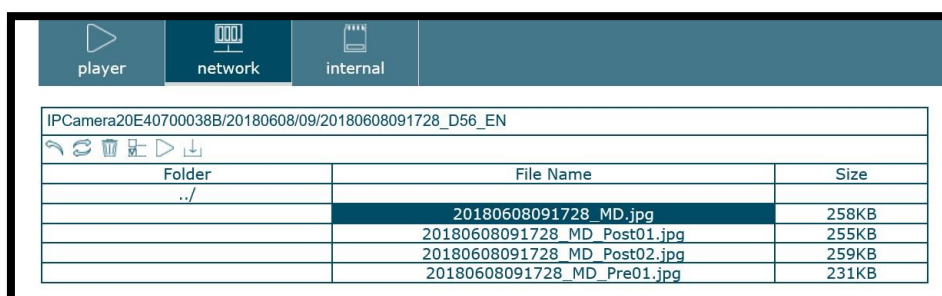 player network internal
IPCamera20E40700038B/20180608/09/20180608091728_D56_EN
Folder File Name Size
../
20180608091728_MD.jpg 258KB
20180608091728_MD_Post01.jpg 255KB
20180608091728_MD_Post02.jpg 259KB
20180608091728_MD_Pre01.jpg 231KB